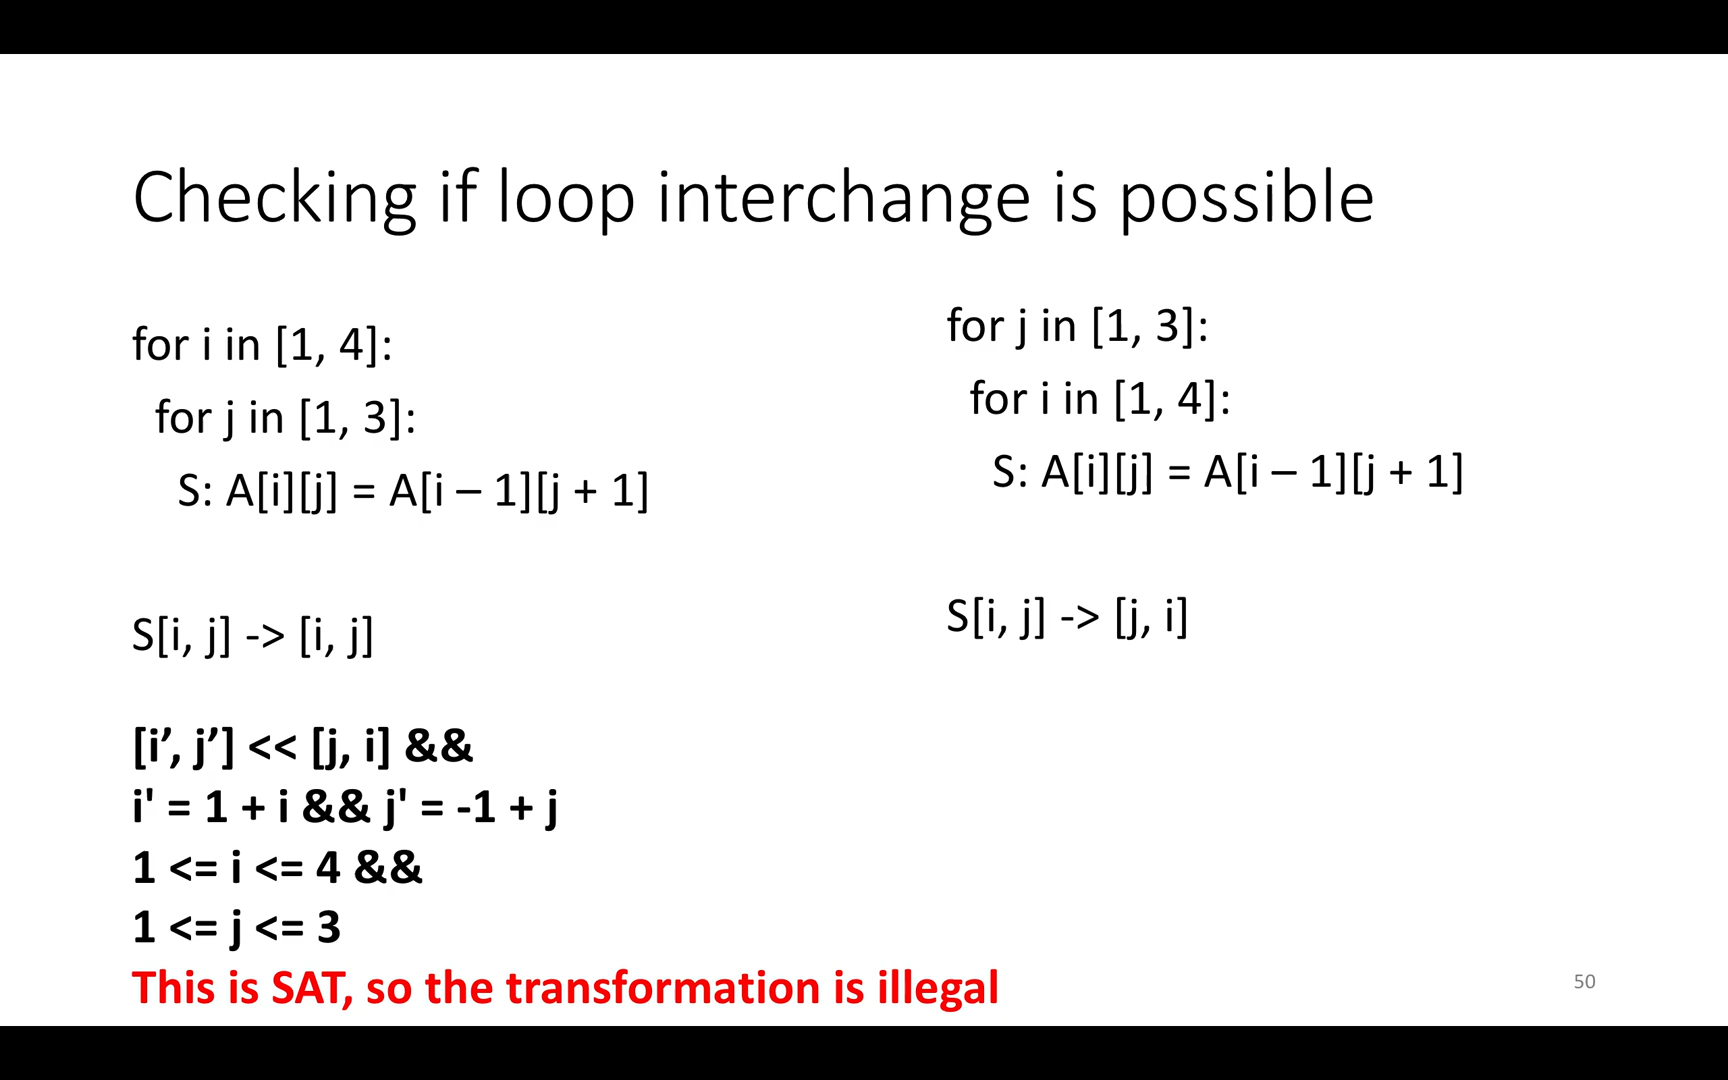 Checking if loop interchange is possible
for i in [1, 4]:
for j in [1, 3]:
S: A[i][j] = A[i – 1][j + 1]
S[i, j] -> [i, j]
[i’, j’] << [j, i] &&
i' = 1 + i && j' = -1 + j
1 <= i <= 4 &&
1 <= j <= 3
This is SAT, so the transformation is illegal
for j in [1, 3]:
for i in [1, 4]:
S: A[i][j] = A[i – 1][j + 1]
S[i, j] -> [j, i]
50